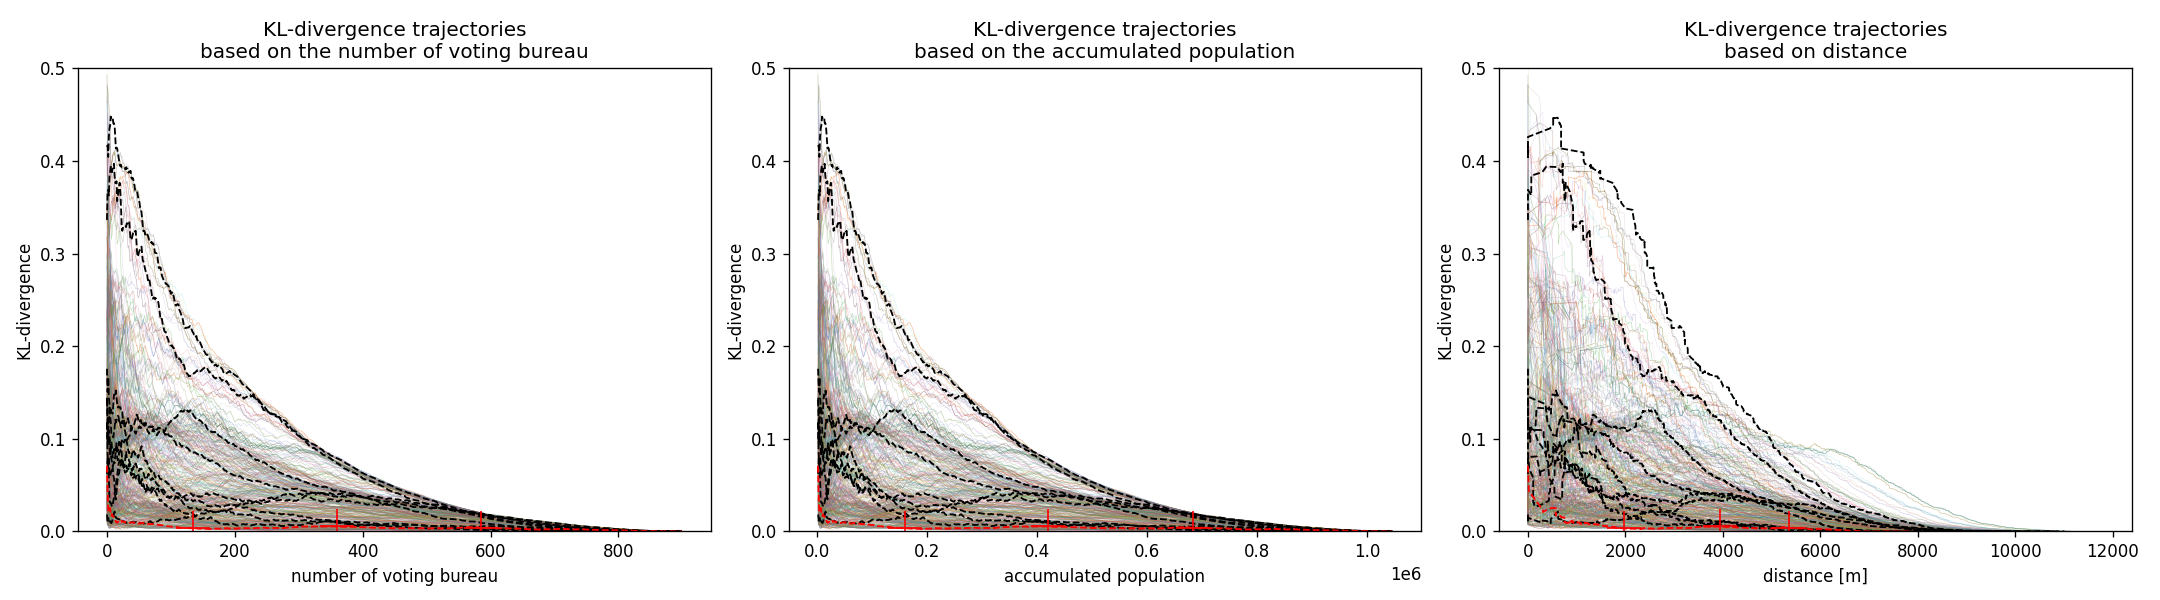 KL-divergence trajectories
based on the number of voting bureau
0.5
0.4
0.3
0.2
0.1
0.0
KL-divergence
0 200 400 600 800
number of voting bureau
KL-divergence trajectories
based on the accumulated population
0.5
0.4
0.3
0.2
0.1
0.0
KL-divergence
0.0 0.2 0.4 0.6 0.8 1.0
1e6
accumulated population
KL-divergence trajectories
based on distance
0.5
0.4
0.3
0.2
0.1
0.0
KL-divergence
0 2000 4000 6000 8000 10000 12000
distance [m]